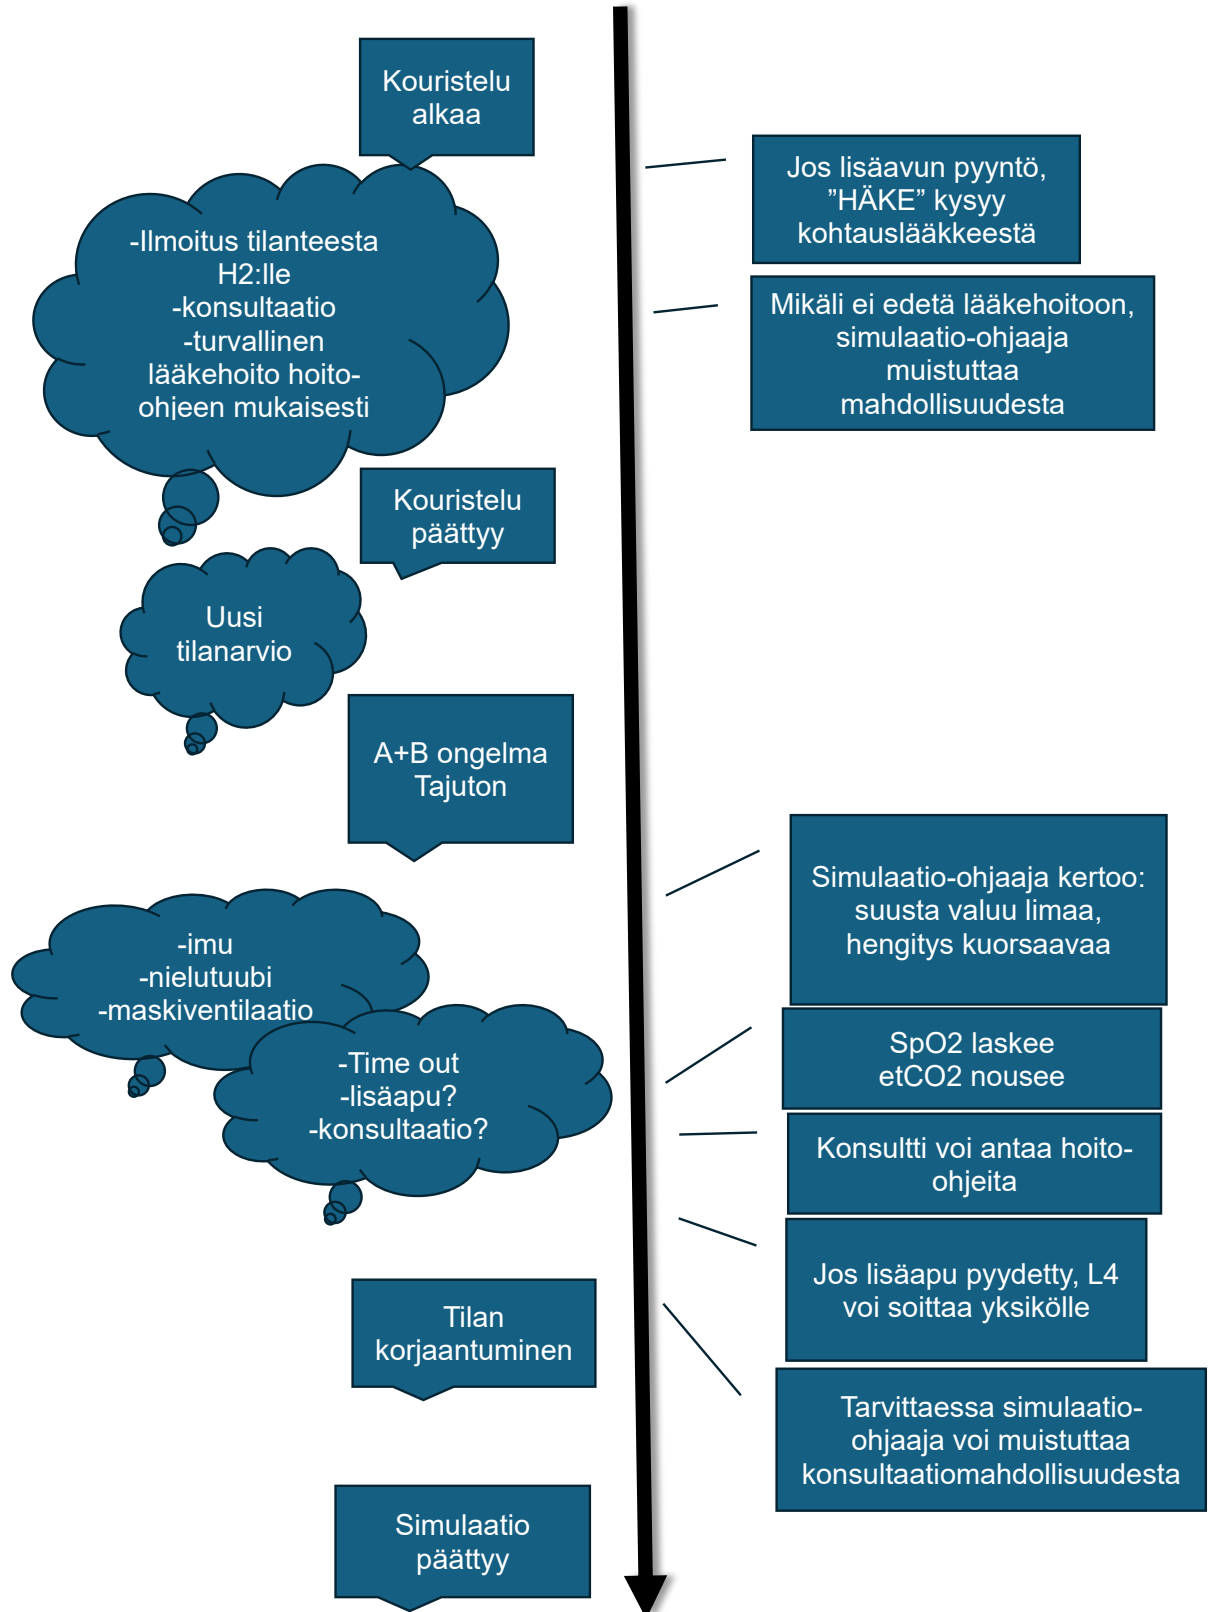 Kouristelu
alkaa
Jos lisäavun pyyntö,
”HÄKE” kysyy
kohtauslääkkeestä
-Ilmoitus tilanteesta
H2:lle
-konsultaatio
-turvallinen
lääkehoito hoito-
ohjeen mukaisesti
Mikäli ei edetä lääkehoitoon,
simulaatio-ohjaaja
muistuttaa
mahdollisuudesta
Kouristelu
päättyy
Uusi
tilanarvio
A+B ongelma
Tajuton
Simulaatio-ohjaaja kertoo:
suusta valuu limaa,
hengitys kuorsaavaa
-imu
-nielutuubi
-maskiventilaatio
SpO2 laskee
etCO2 nousee
-Time out
-lisäapu?
-konsultaatio?
Konsultti voi antaa hoito-
ohjeita
Jos lisäapu pyydetty, L4
voi soittaa yksikölle
Tilan
korjaantuminen
Tarvittaessa simulaatio-
ohjaaja voi muistuttaa
konsultaatiomahdollisuudesta
Simulaatio
päättyy